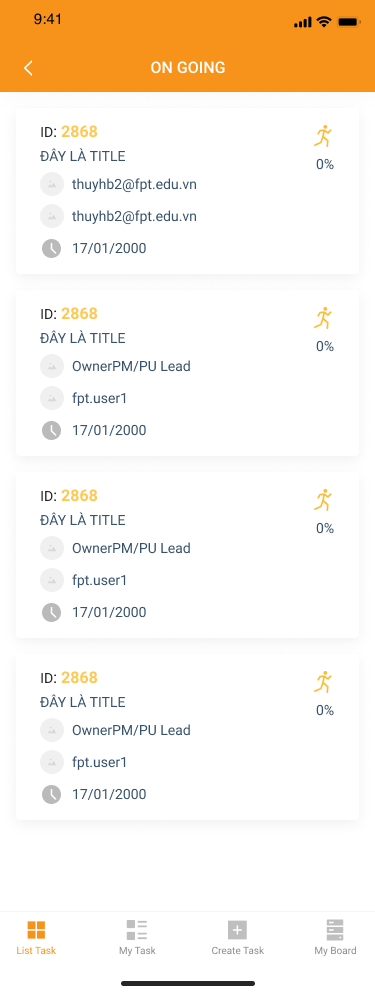 9:41
ON GOING
ID: 2868
0%
ĐÂY LÀ TITLE
thuyhb2@fpt.edu.vn
thuyhb2@fpt.edu.vn
17/01/2000
ID: 2868
0%
ĐÂY LÀ TITLE
OwnerPM/PU Lead
fpt.user1
17/01/2000
ID: 2868
0%
ĐÂY LÀ TITLE
OwnerPM/PU Lead
fpt.user1
17/01/2000
ID: 2868
0%
ĐÂY LÀ TITLE
OwnerPM/PU Lead
fpt.user1
17/01/2000
List Task My Task Create Task My Board